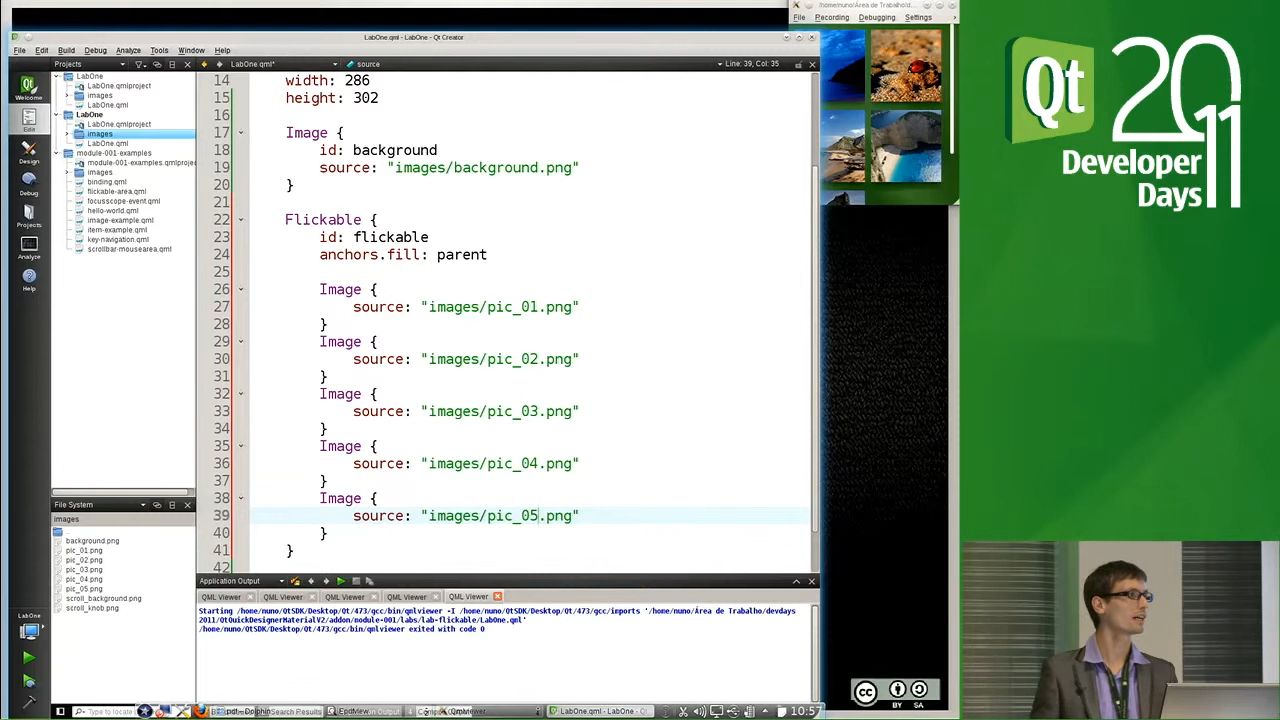 /home/nuno/Área de Trabalho/d...
File Recording Debugging Settings
LabOne.qml - LabOne - Qt Creator
File Edit Build Debug Analyze Tools Window Help
Projects
LabOne.qml*
source
Line: 39, Col: 35
Welcome
Edit
Design
Debug
Projects
Analyze
Help
LabOne
LabOne.qmlproject
images
LabOne.qml
LabOne
LabOne.qmlproject
images
LabOne.qml
module-001-examples
module-001-examples.qmlprojec
images
binding.qml
flickable-area.qml
focusscope-event.qml
hello-world.qml
image-example.qml
item-example.qml
key-navigation.qml
scrollbar-mousearea.qml
14 width: 286
15 height: 302
16
17 Image {
18 id: background
19 source: "images/background.png"
20 }
21
22 Flickable {
23 id: flickable
24 anchors.fill: parent
25
26 Image {
27 source: "images/pic_01.png"
28 }
29 Image {
30 source: "images/pic_02.png"
31 }
32 Image {
33 source: "images/pic_03.png"
34 }
35 Image {
36 source: "images/pic_04.png"
37 }
38 Image {
39 source: "images/pic_05.png"
40 }
41 }
42
File System
images
..
background.png
pic_01.png
pic_02.png
pic_03.png
pic_04.png
pic_05.png
scroll_background.png
scroll_knob.png
LabOne
Application Output
QML Viewer QML Viewer QML Viewer QML Viewer QML Viewer
Starting /home/nuno/QtSDK/Desktop/Qt/473/gcc/bin/qmlviewer -I /home/nuno/QtSDK/Desktop/Qt/473/gcc/imports '/home/nuno/Área de Trabalho/devdays
2011/QtQuickDesignerMaterialV2/addon/module-001/labs/lab-flickable/LabOne.qml'
/home/nuno/QtSDK/Desktop/Qt/473/gcc/bin/qmlviewer exited with code 0
Type to locate
Search Results
LabOne.qml - LabOne - Q
10:57
Qt 2011
Developer
Days
cc
BY SA